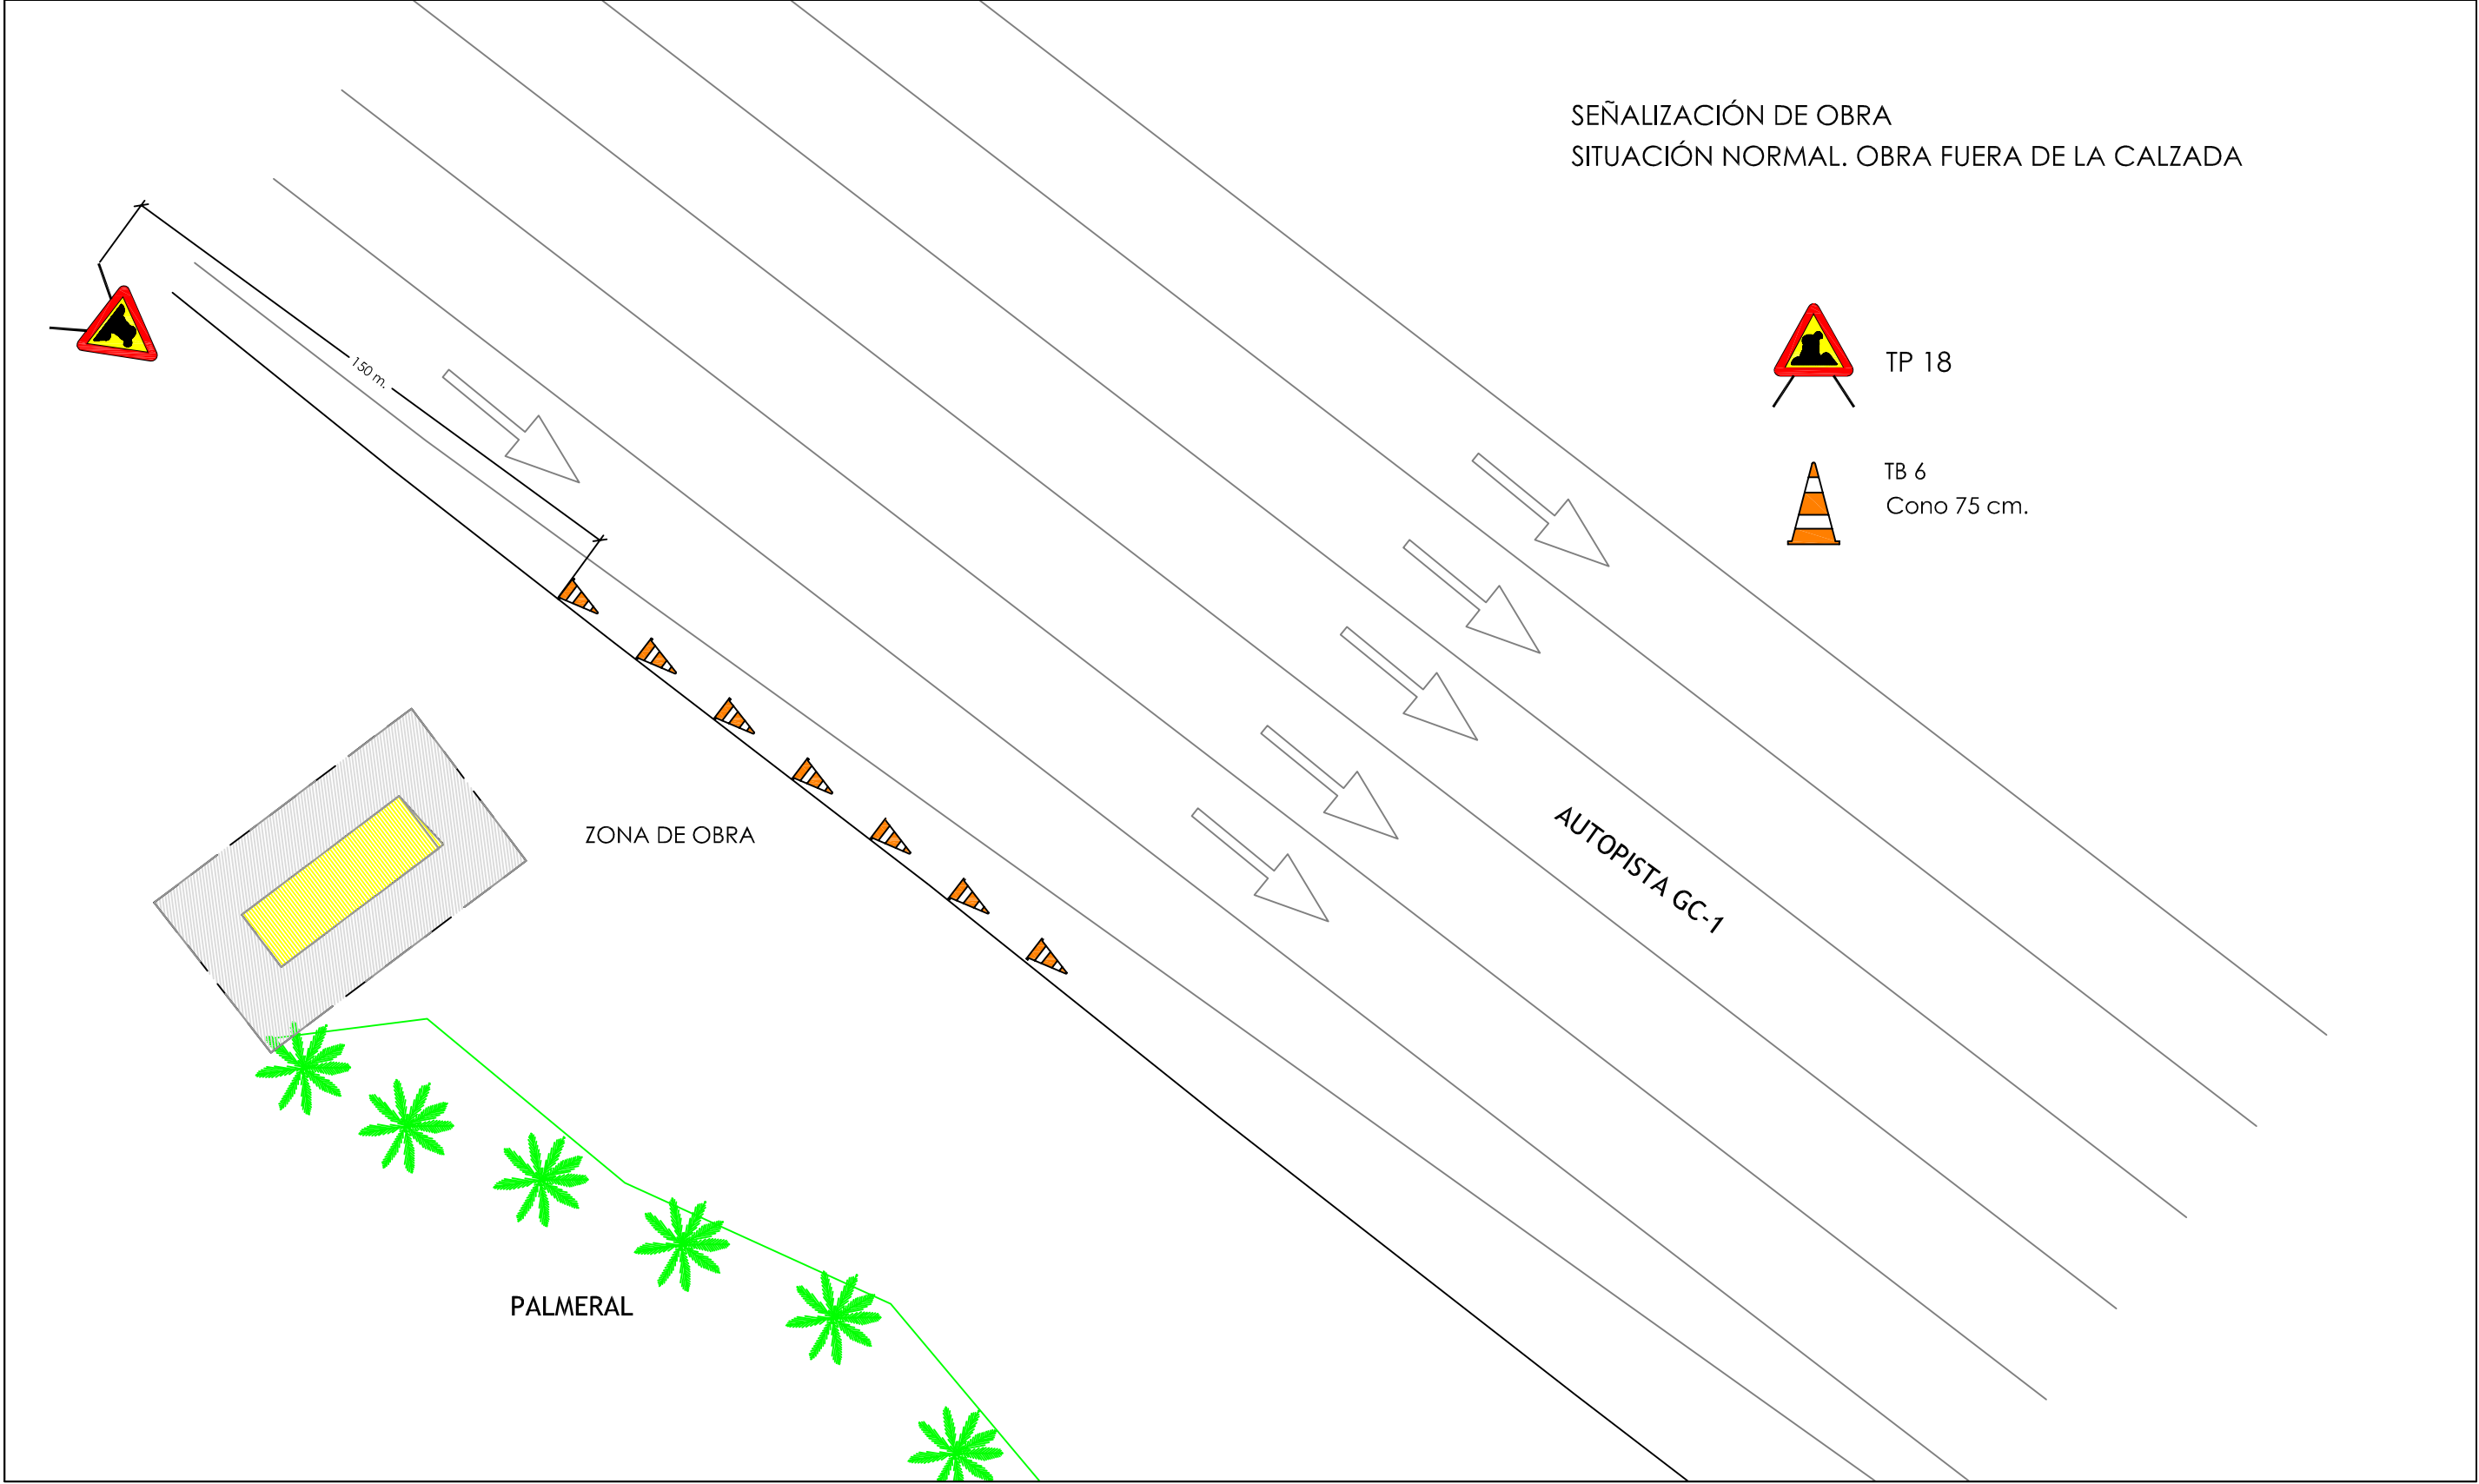 SEÑALIZACIÓN DE OBRA
SITUACIÓN NORMAL. OBRA FUERA DE LA CALZADA
TP 18
150 m.
TB 6
Cono 75 cm.
ZONA DE OBRA
AUTOPISTA GC-1
PALMERAL